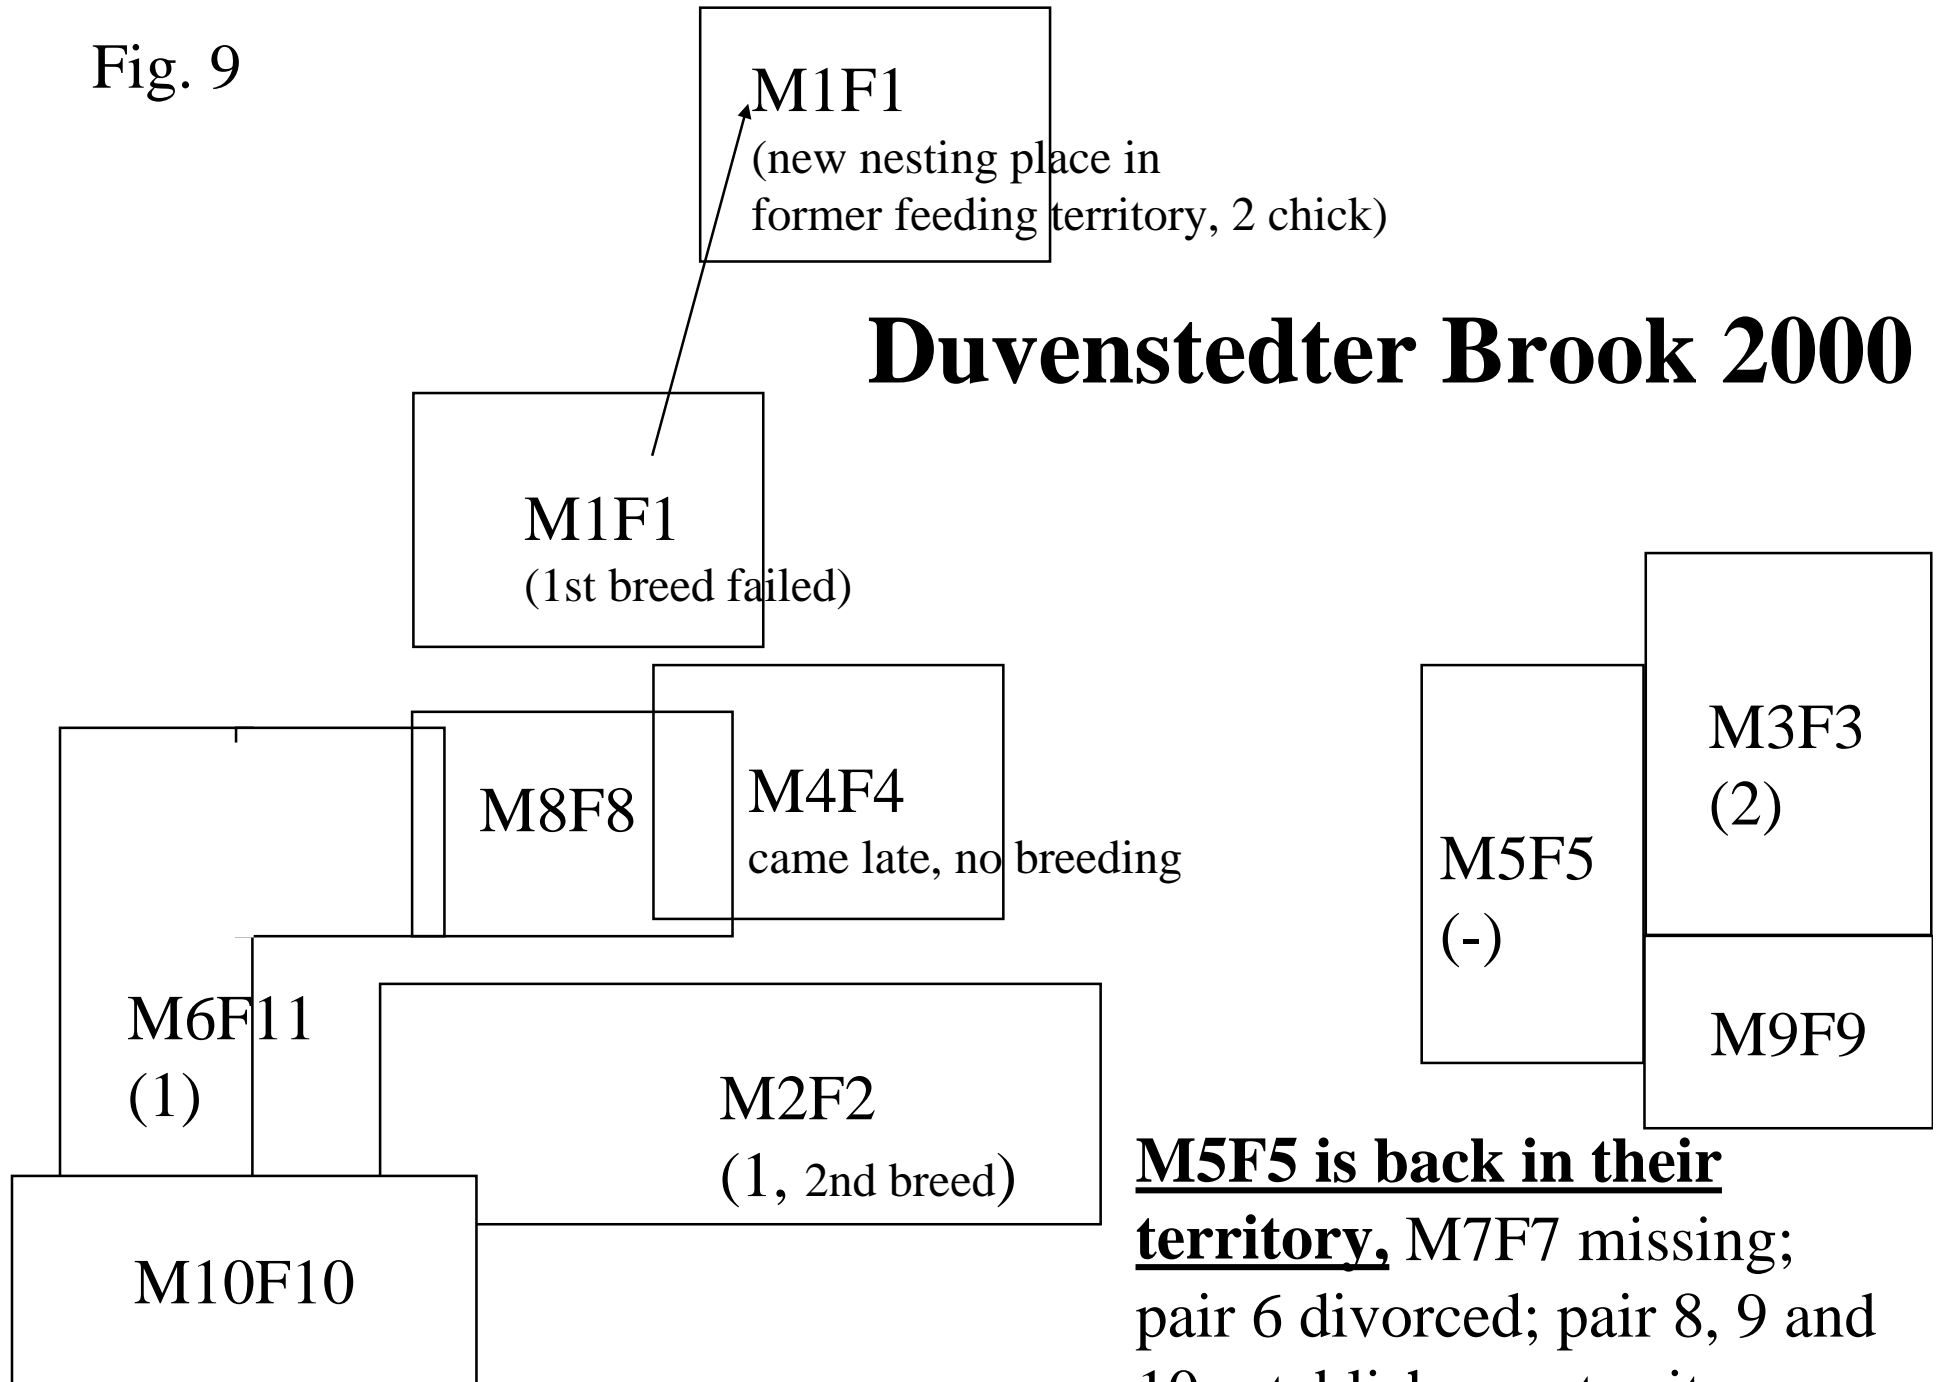 Fig. 9
M1F1
(new nesting place in
former feeding territory, 2 chick)
Duvenstedter Brook 2000
M1F1
(1st breed failed)
M3F3
(2)
M8F8
M4F4
came late, no breeding
M5F5
(-)
M6F11
(1)
M9F9
M2F2
(1, 2nd breed)
M10F10
M5F5 is back in their
territory, M7F7 missing;
pair 6 divorced; pair 8, 9 and